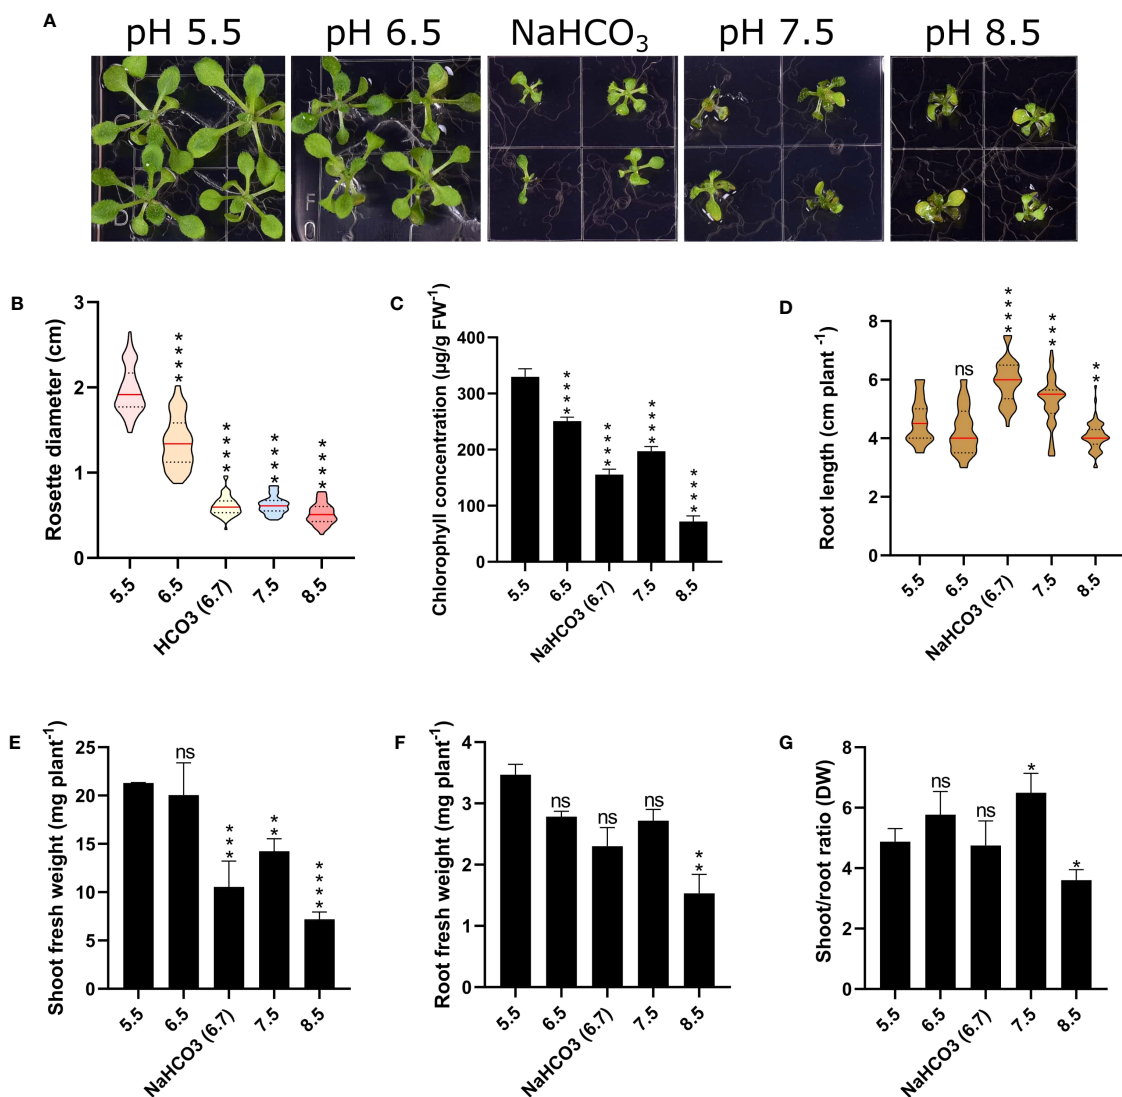 A
pH 5.5
pH 6.5
NaHCO₃
pH 7.5
pH 8.5
F
B
Rosette diameter (cm)
3
2
1
0
****
****
****
****
5.5
6.5
HCO3 (6.7)
7.5
8.5
C
Chlorophyll concentration (µg/g FW⁻¹)
400
300
200
100
0
****
****
****
****
5.5
6.5
NaHCO3 (6.7)
7.5
8.5
D
Root length (cm plant ⁻¹)
8
6
4
2
0
ns
****
***
**
5.5
6.5
NaHCO3 (6.7)
7.5
8.5
E
Shoot fresh weight (mg plant⁻¹)
25
20
15
10
5
0
ns
***
**
****
5.5
6.5
NaHCO3 (6.7)
7.5
8.5
F
Root fresh weight (mg plant⁻¹)
4
3
2
1
0
ns
ns
ns
**
5.5
6.5
NaHCO3 (6.7)
7.5
8.5
G
Shoot/root ratio (DW)
8
6
4
2
0
ns
ns
*
*
5.5
6.5
NaHCO3 (6.7)
7.5
8.5